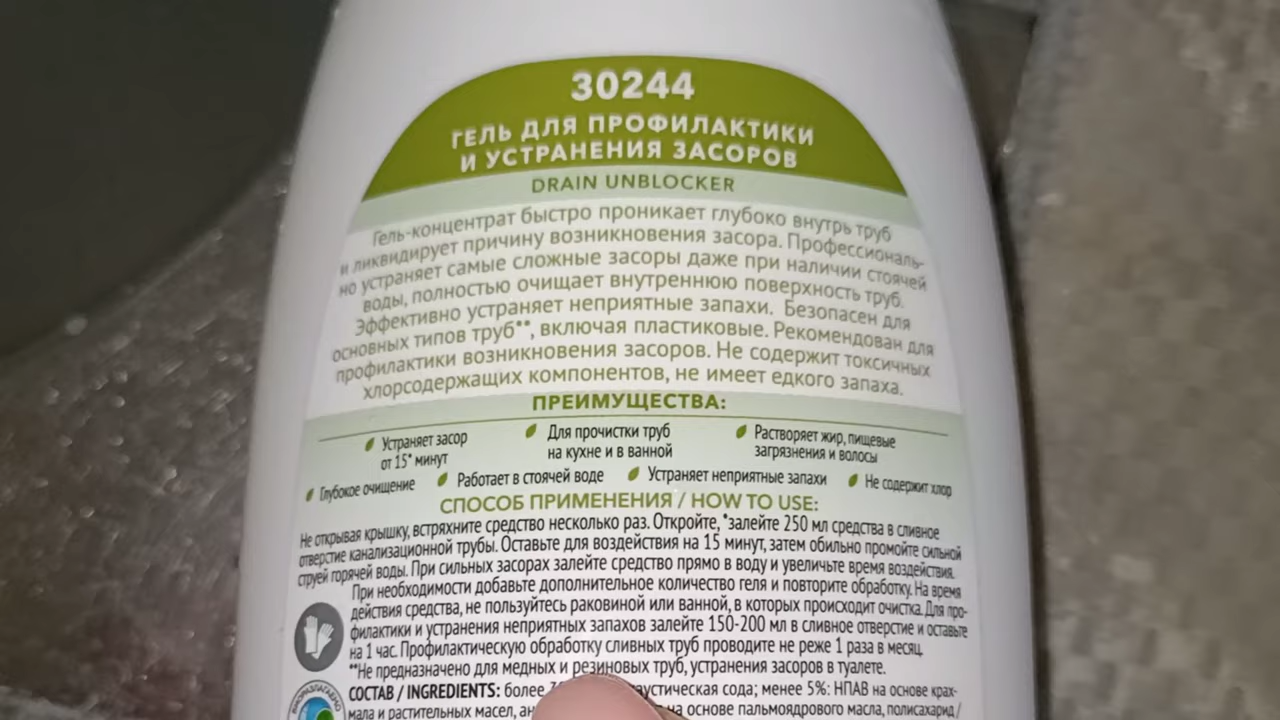 30244
ГЕЛЬ ДЛЯ ПРОФИЛАКТИКИ
И УСТРАНЕНИЯ ЗАСОРОВ
DRAIN UNBLOCKER
Гель-концентрат быстро проникает глубоко внутрь труб
и ликвидирует причину возникновения засора. Профессиональ-
но устраняет самые сложные засоры даже при наличии стоячей
воды, полностью очищает внутреннюю поверхность труб.
Эффективно устраняет неприятные запахи. Безопасен для
основных типов труб**, включая пластиковые. Рекомендован для
профилактики возникновения засоров. Не содержит токсичных
хлорсодержащих компонентов, не имеет едкого запаха.
ПРЕИМУЩЕСТВА:
Устраняет засор
от 15* минут
Для прочистки труб
на кухне и в ванной
Растворяет жир, пищевые
загрязнения и волосы
Глубокое очищение
Работает в стоячей воде
Устраняет неприятные запахи
Не содержит хлор
СПОСОБ ПРИМЕНЕНИЯ / HOW TO USE:
Не открывая крышку, встряхните средство несколько раз. Откройте, *залейте 250 мл средства в сливное
отверстие канализационной трубы. Оставьте для воздействия на 15 минут, затем обильно промойте сильной
струей горячей воды. При сильных засорах залейте средство прямо в воду и увеличьте время воздействия.
При необходимости добавьте дополнительное количество геля и повторите обработку. На время
действия средства, не пользуйтесь раковиной или ванной, в которых происходит очистка. Для про-
филактики и устранения неприятных запахов залейте 150-200 мл в сливное отверстие и оставьте
на 1 час. Профилактическую обработку сливных труб проводите не реже 1 раза в месяц.
**Не предназначено для медных и резиновых труб, устранения засоров в туалете.
БИОРАЗЛАГАЕМО
СОСТАВ / INGREDIENTS: более аустическая сода; менее 5%: НПАВ на основе крах-
мала и растительных масел, на основе пальмоядрового масла, полисахарид /